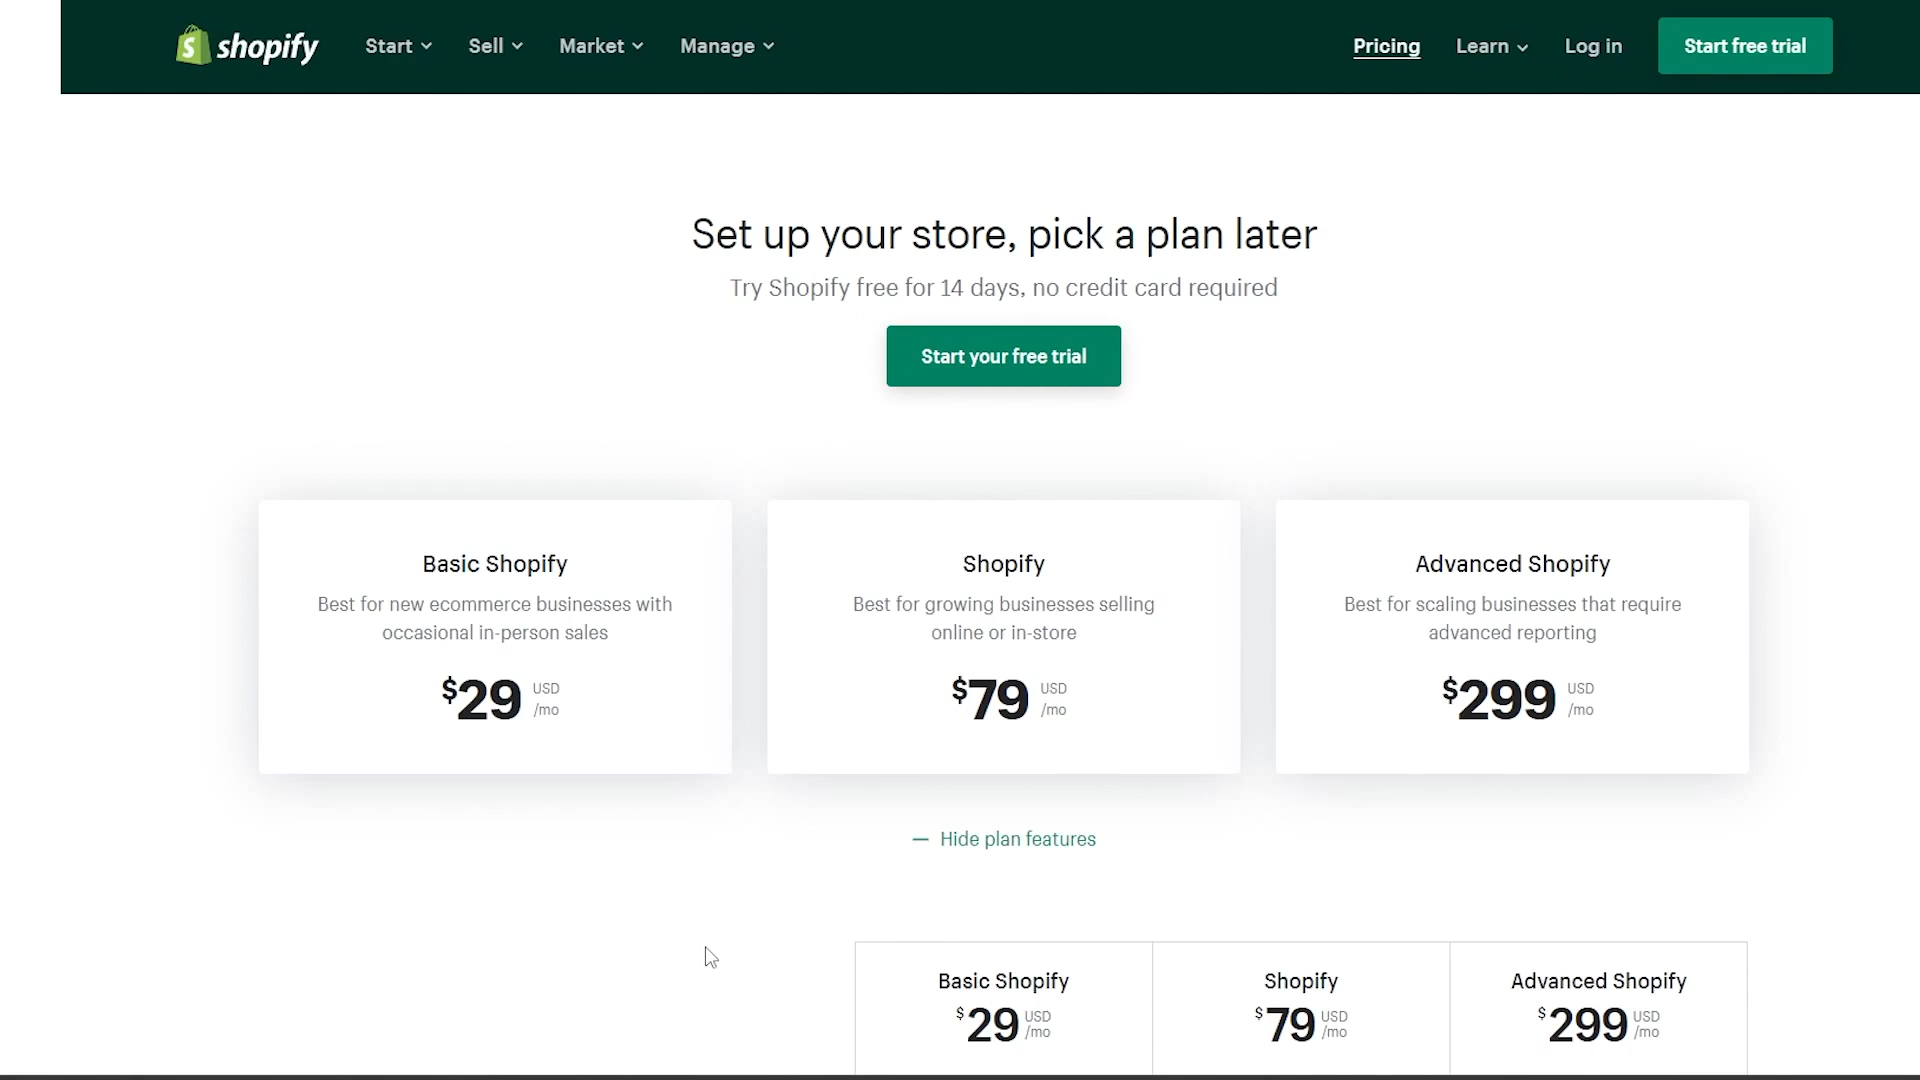 shopify Start Sell Market Manage Pricing Learn Log in Start free trial
Set up your store, pick a plan later
Try Shopify free for 14 days, no credit card required
Start your free trial
Basic Shopify
Best for new ecommerce businesses with
occasional in-person sales
$29 USD /mo
Shopify
Best for growing businesses selling
online or in-store
$79 USD /mo
Advanced Shopify
Best for scaling businesses that require
advanced reporting
$299 USD /mo
— Hide plan features
Basic Shopify
$29 USD /mo
Shopify
$79 USD /mo
Advanced Shopify
$299 USD /mo